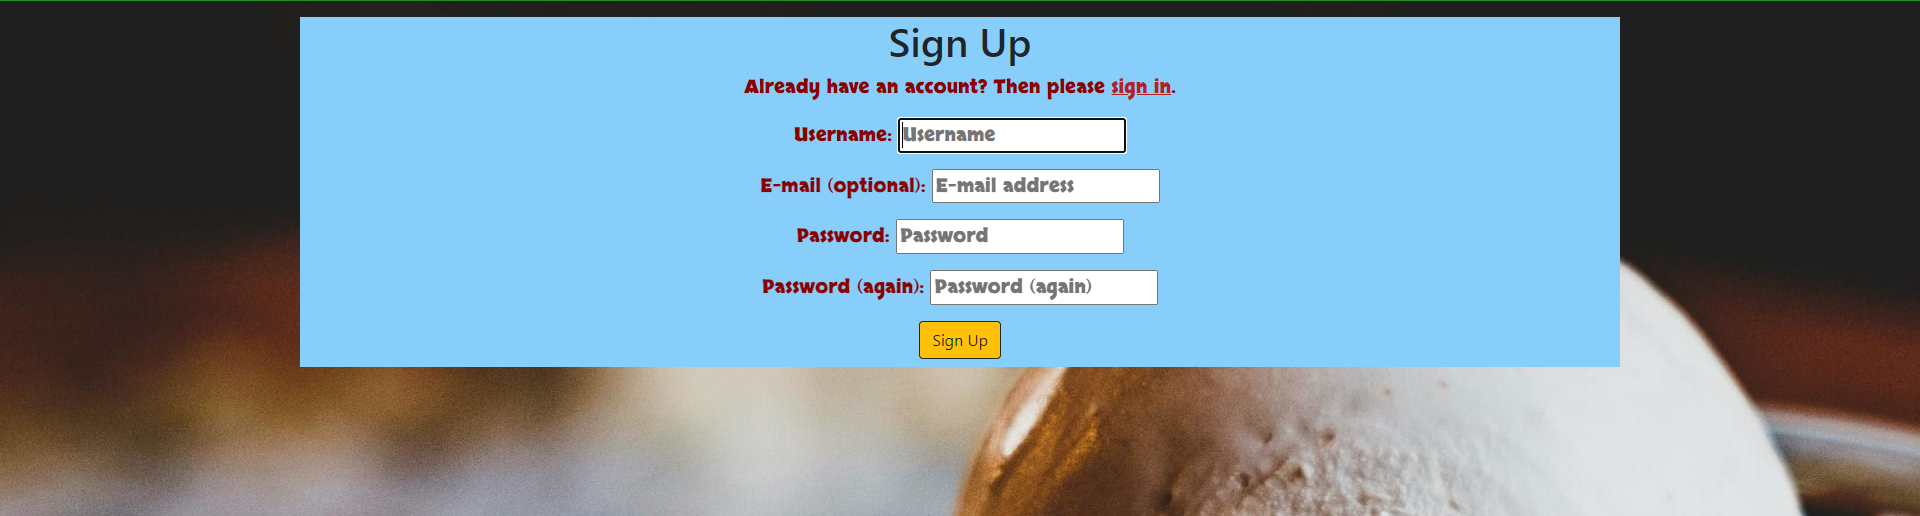 Sign Up
Already have an account? Then please sign in.
Username: Username
E-mail (optional): E-mail address
Password: Password
Password (again): Password (again)
Sign Up